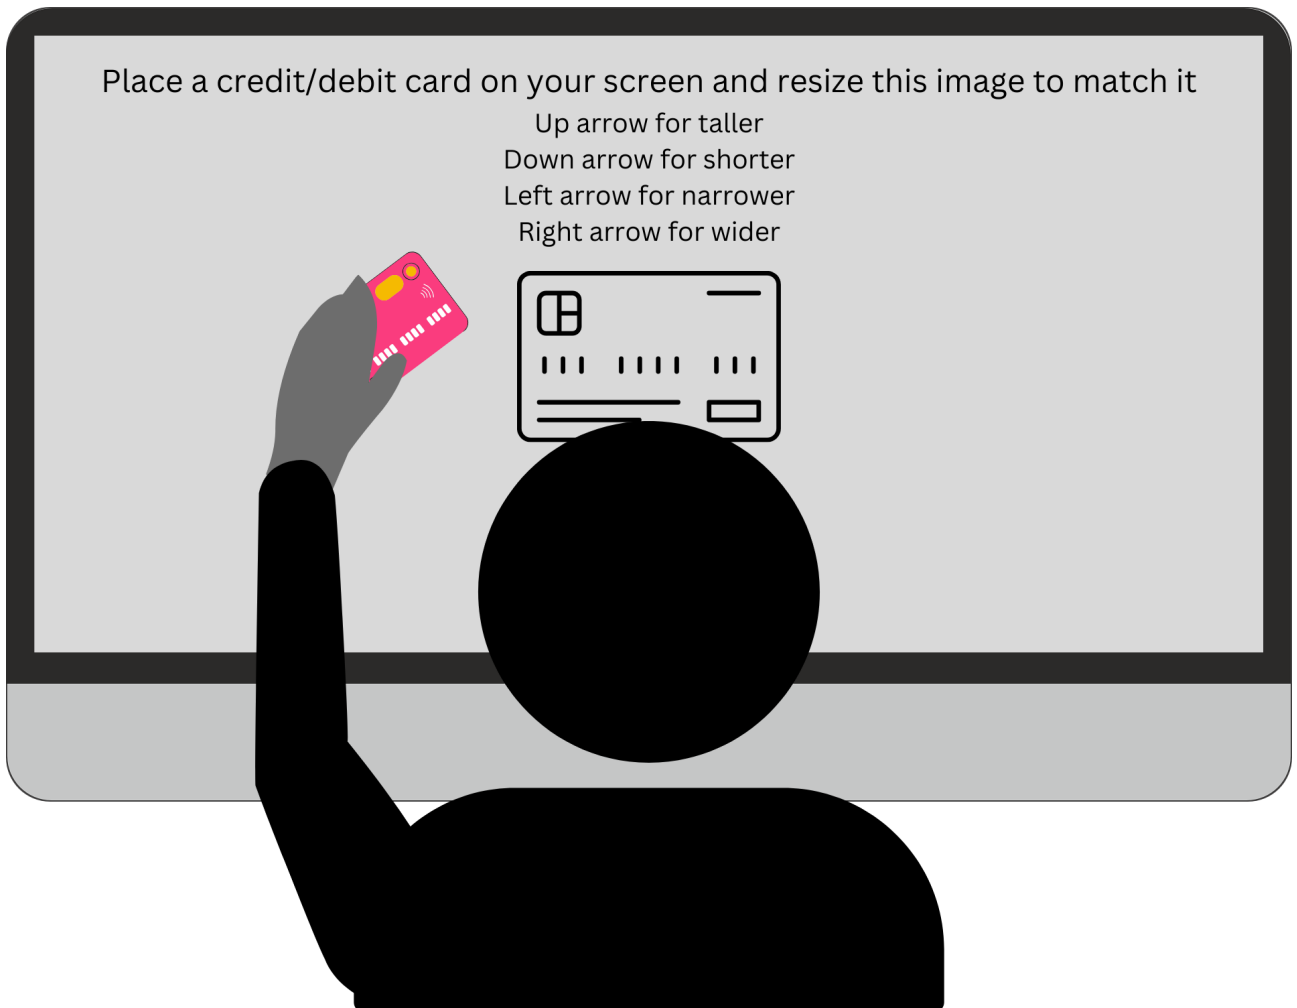 Place a credit/debit card on your screen and resize this image to match it
Up arrow for taller
Down arrow for shorter
Left arrow for narrower
Right arrow for wider